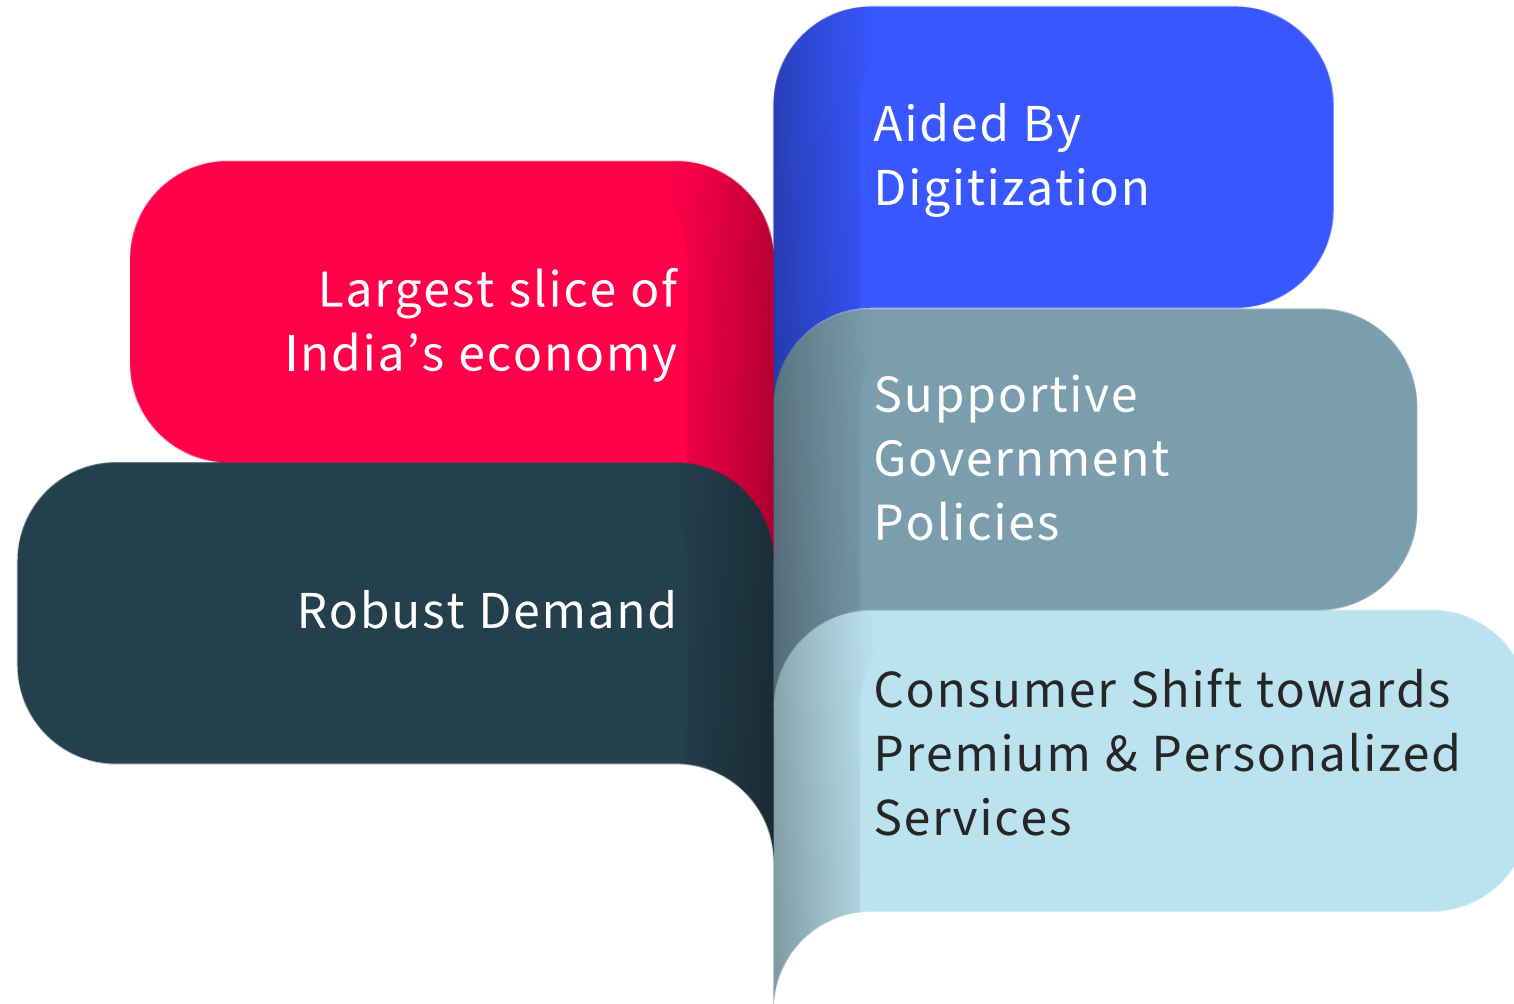 Aided By
Digitization
Largest slice of
India’s economy
Supportive
Government
Policies
Robust Demand
Consumer Shift towards
Premium & Personalized
Services